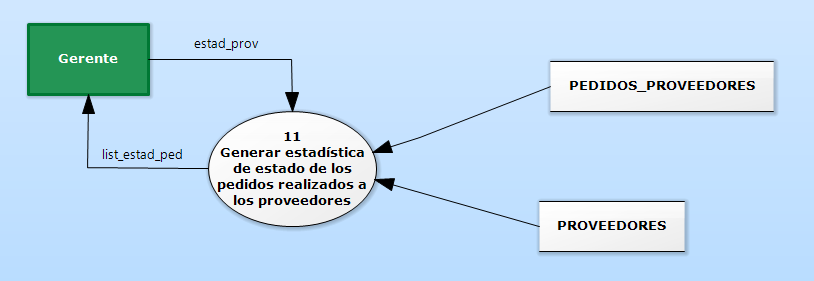 estad_prov
Gerente
PEDIDOS_PROVEEDORES
list_estad_ped
11
Generar estadística
de estado de los
pedidos realizados a
los proveedores
PROVEEDORES